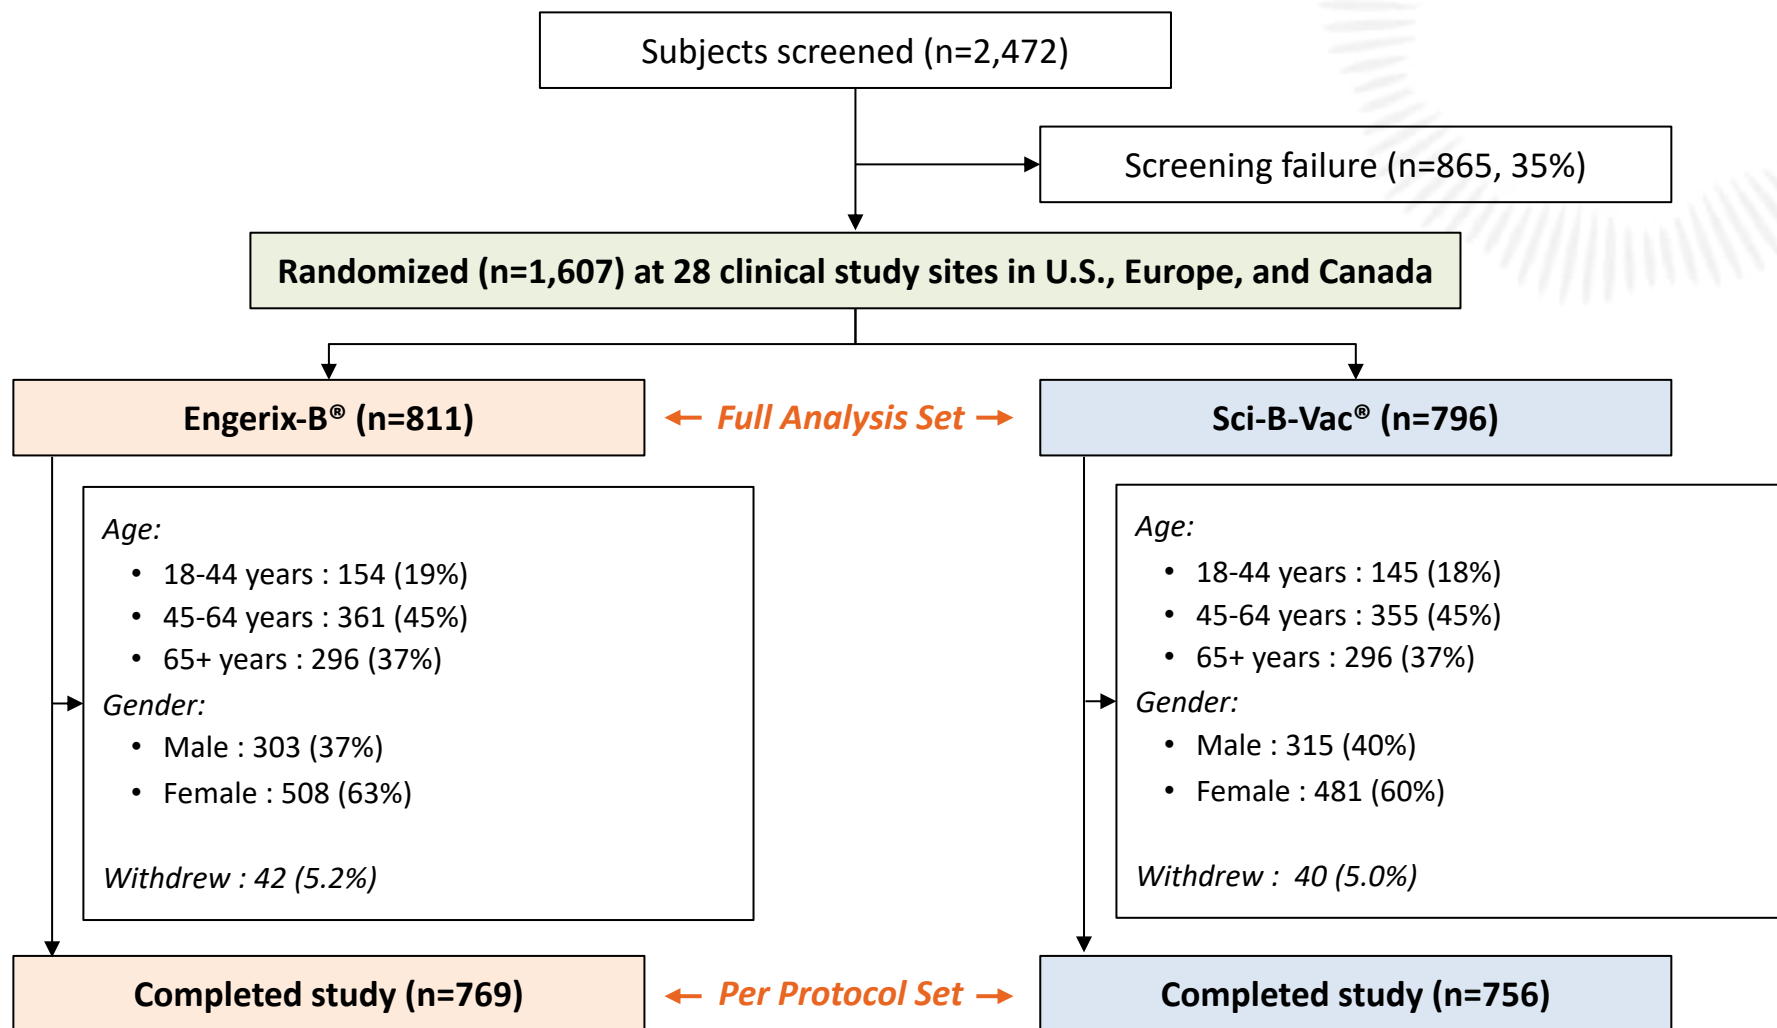 Subjects screened (n=2,472)
Screening failure (n=865, 35%)
Randomized (n=1,607) at 28 clinical study sites in U.S., Europe, and Canada
Engerix-B® (n=811)
← Full Analysis Set →
Sci-B-Vac® (n=796)
Age:
• 18-44 years : 154 (19%)
• 45-64 years : 361 (45%)
• 65+ years : 296 (37%)
Gender:
• Male : 303 (37%)
• Female : 508 (63%)
Withdrew : 42 (5.2%)
Age:
• 18-44 years : 145 (18%)
• 45-64 years : 355 (45%)
• 65+ years : 296 (37%)
Gender:
• Male : 315 (40%)
• Female : 481 (60%)
Withdrew :  40 (5.0%)
Completed study (n=769)
← Per Protocol Set →
Completed study (n=756)